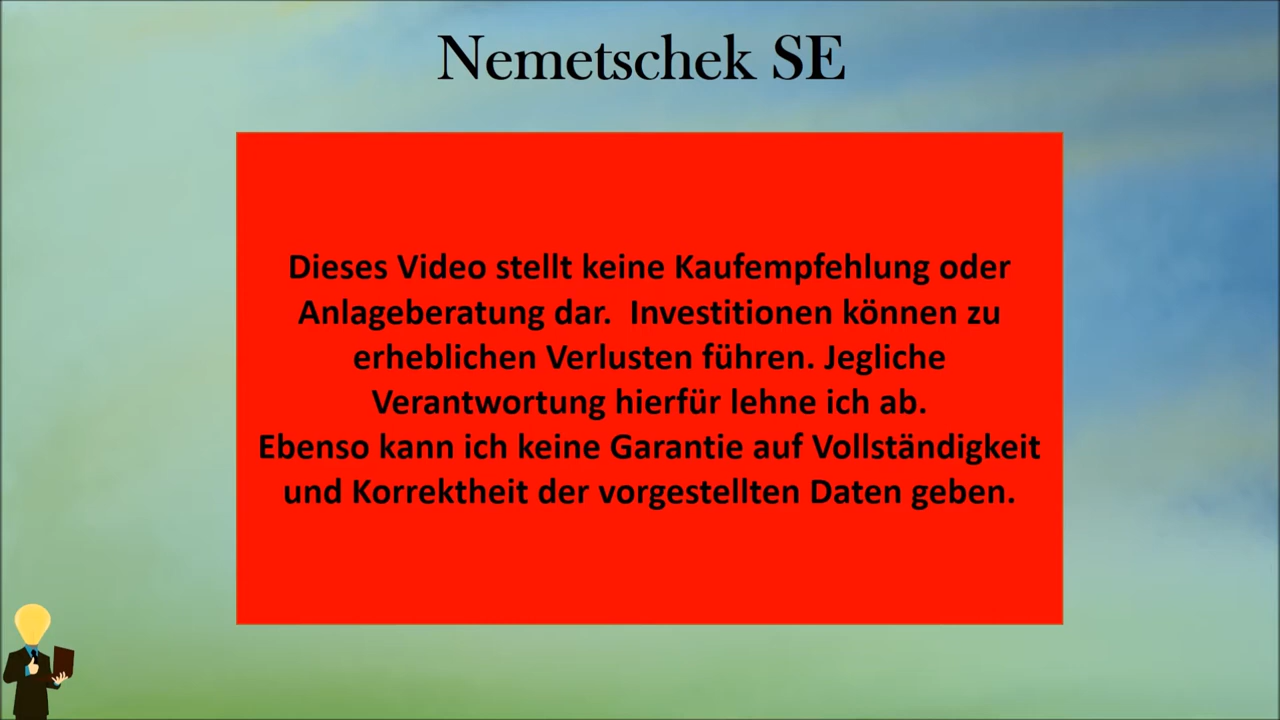 Nemetschek SE
Dieses Video stellt keine Kaufempfehlung oder
Anlageberatung dar.  Investitionen können zu
erheblichen Verlusten führen. Jegliche
Verantwortung hierfür lehne ich ab.
Ebenso kann ich keine Garantie auf Vollständigkeit
und Korrektheit der vorgestellten Daten geben.